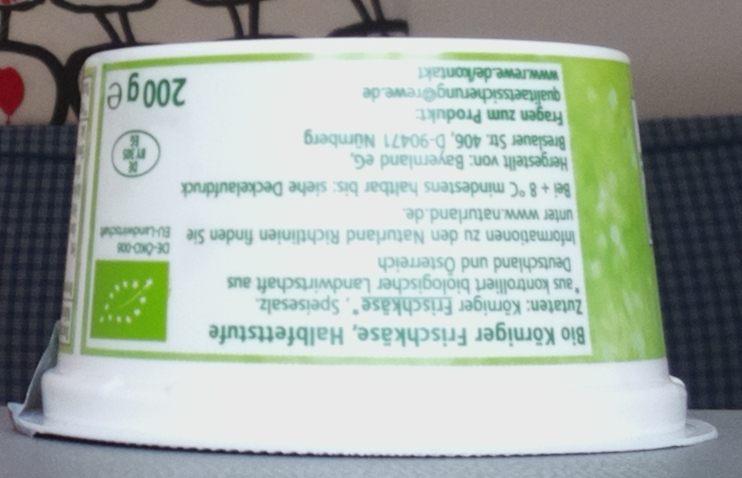 Bio Körniger Frischkäse, Halbfettstufe
Zutaten: Körniger Frischkäse*, Speisesalz.
*aus kontrolliert biologischer Landwirtschaft aus
Deutschland und Österreich
Informationen zu den Naturland Richtlinien finden Sie
unter www.naturland.de.
Bei + 8 °C mindestens haltbar bis: siehe Deckelaufdruck
Hergestellt von: Bayernland eG,
Breslauer Str. 406, D-90471 Nürnberg
Fragen zum Produkt:
qualitaetssicherung@rewe.de
www.rewe.de/kontakt
DE-ÖKO-006
EU-Landwirtschaft
DE
BY 305
EG
200 g e